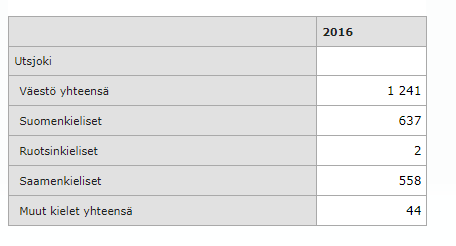 2016
Utsjoki
Väestö yhteensä 1 241
Suomenkieliset 637
Ruotsinkieliset 2
Saamenkieliset 558
Muut kielet yhteensä 44